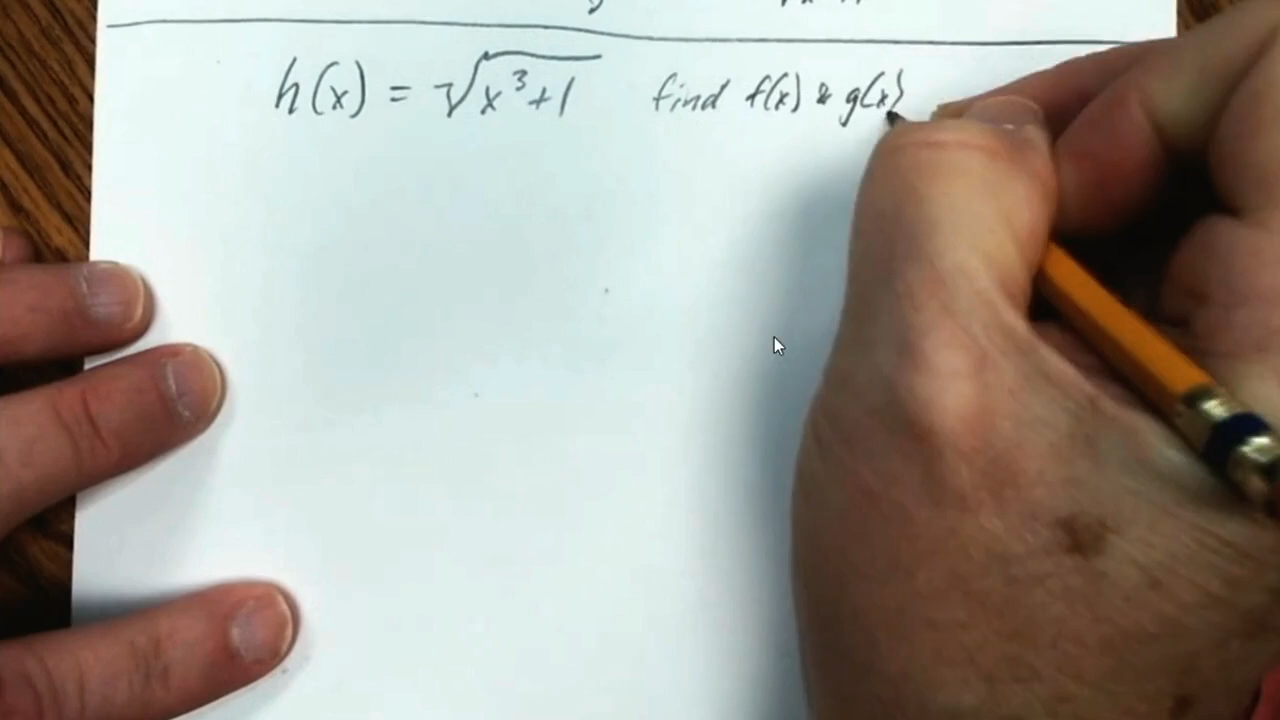 h(x) = √x³+1 find f(x) & g(x)